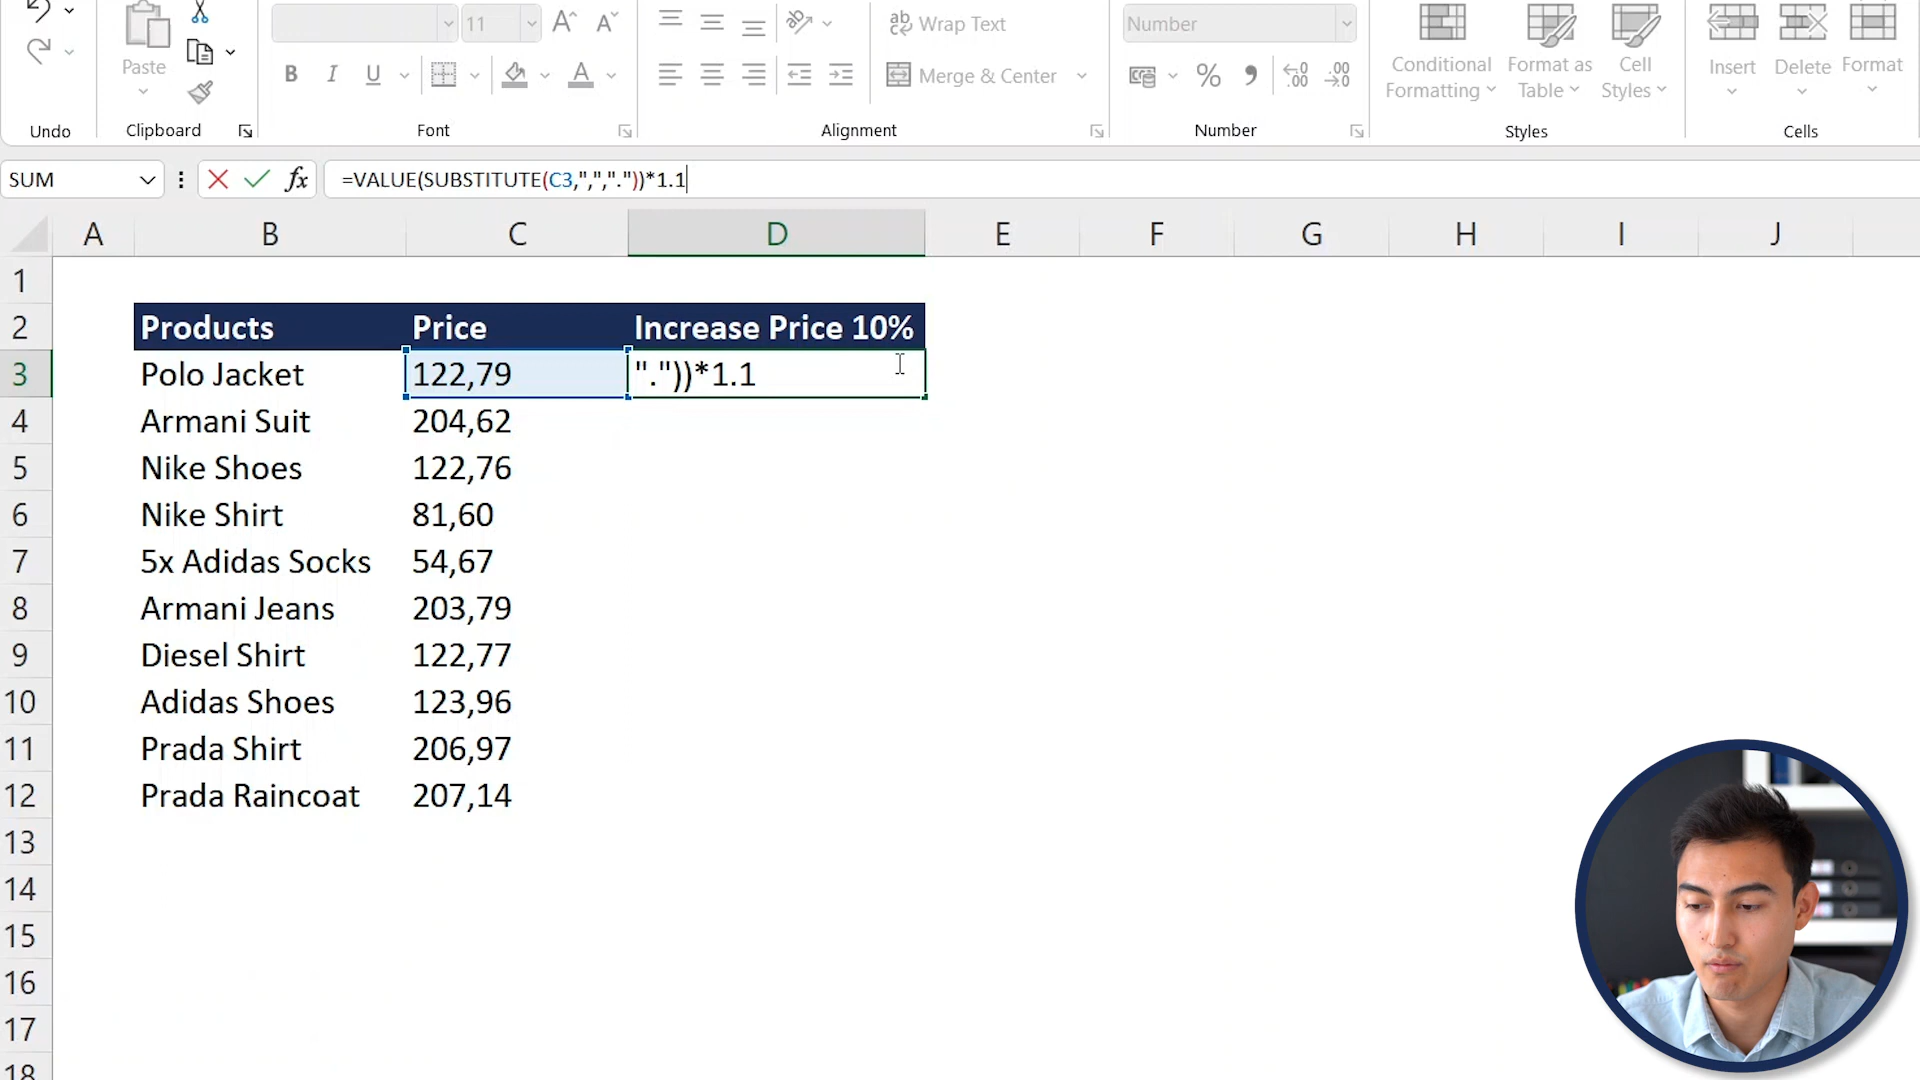 11
Wrap Text
Number
Paste
B I U A
Merge & Center
Conditional Formatting
Format as Table
Cell Styles
Insert
Delete
Format
Undo
Clipboard
Font
Alignment
Number
Styles
Cells
SUM
fx
=VALUE(SUBSTITUTE(C3,",","."))*1.1
A B C D E F G H I J
1
2 Products Price Increase Price 10%
3 Polo Jacket 122,79 "."))*1.1
4 Armani Suit 204,62
5 Nike Shoes 122,76
6 Nike Shirt 81,60
7 5x Adidas Socks 54,67
8 Armani Jeans 203,79
9 Diesel Shirt 122,77
10 Adidas Shoes 123,96
11 Prada Shirt 206,97
12 Prada Raincoat 207,14
13
14
15
16
17
18